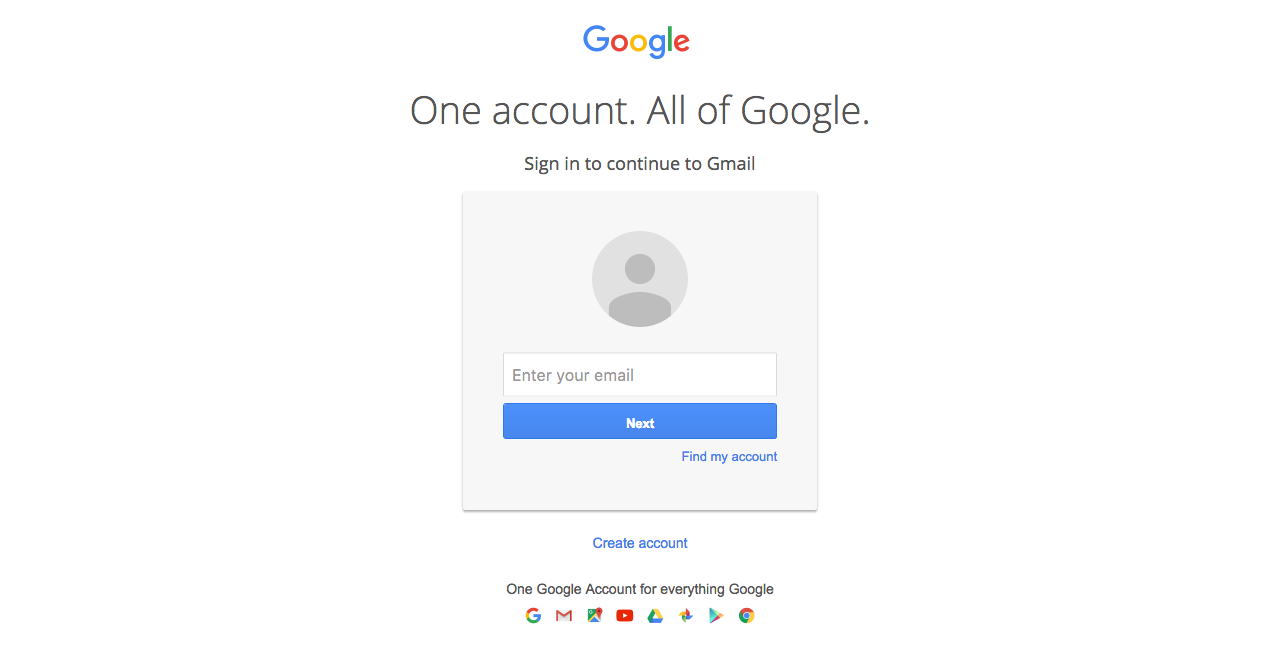 Google
One account. All of Google.
Sign in to continue to Gmail
Enter your email
Next
Find my account
Create account
One Google Account for everything Google